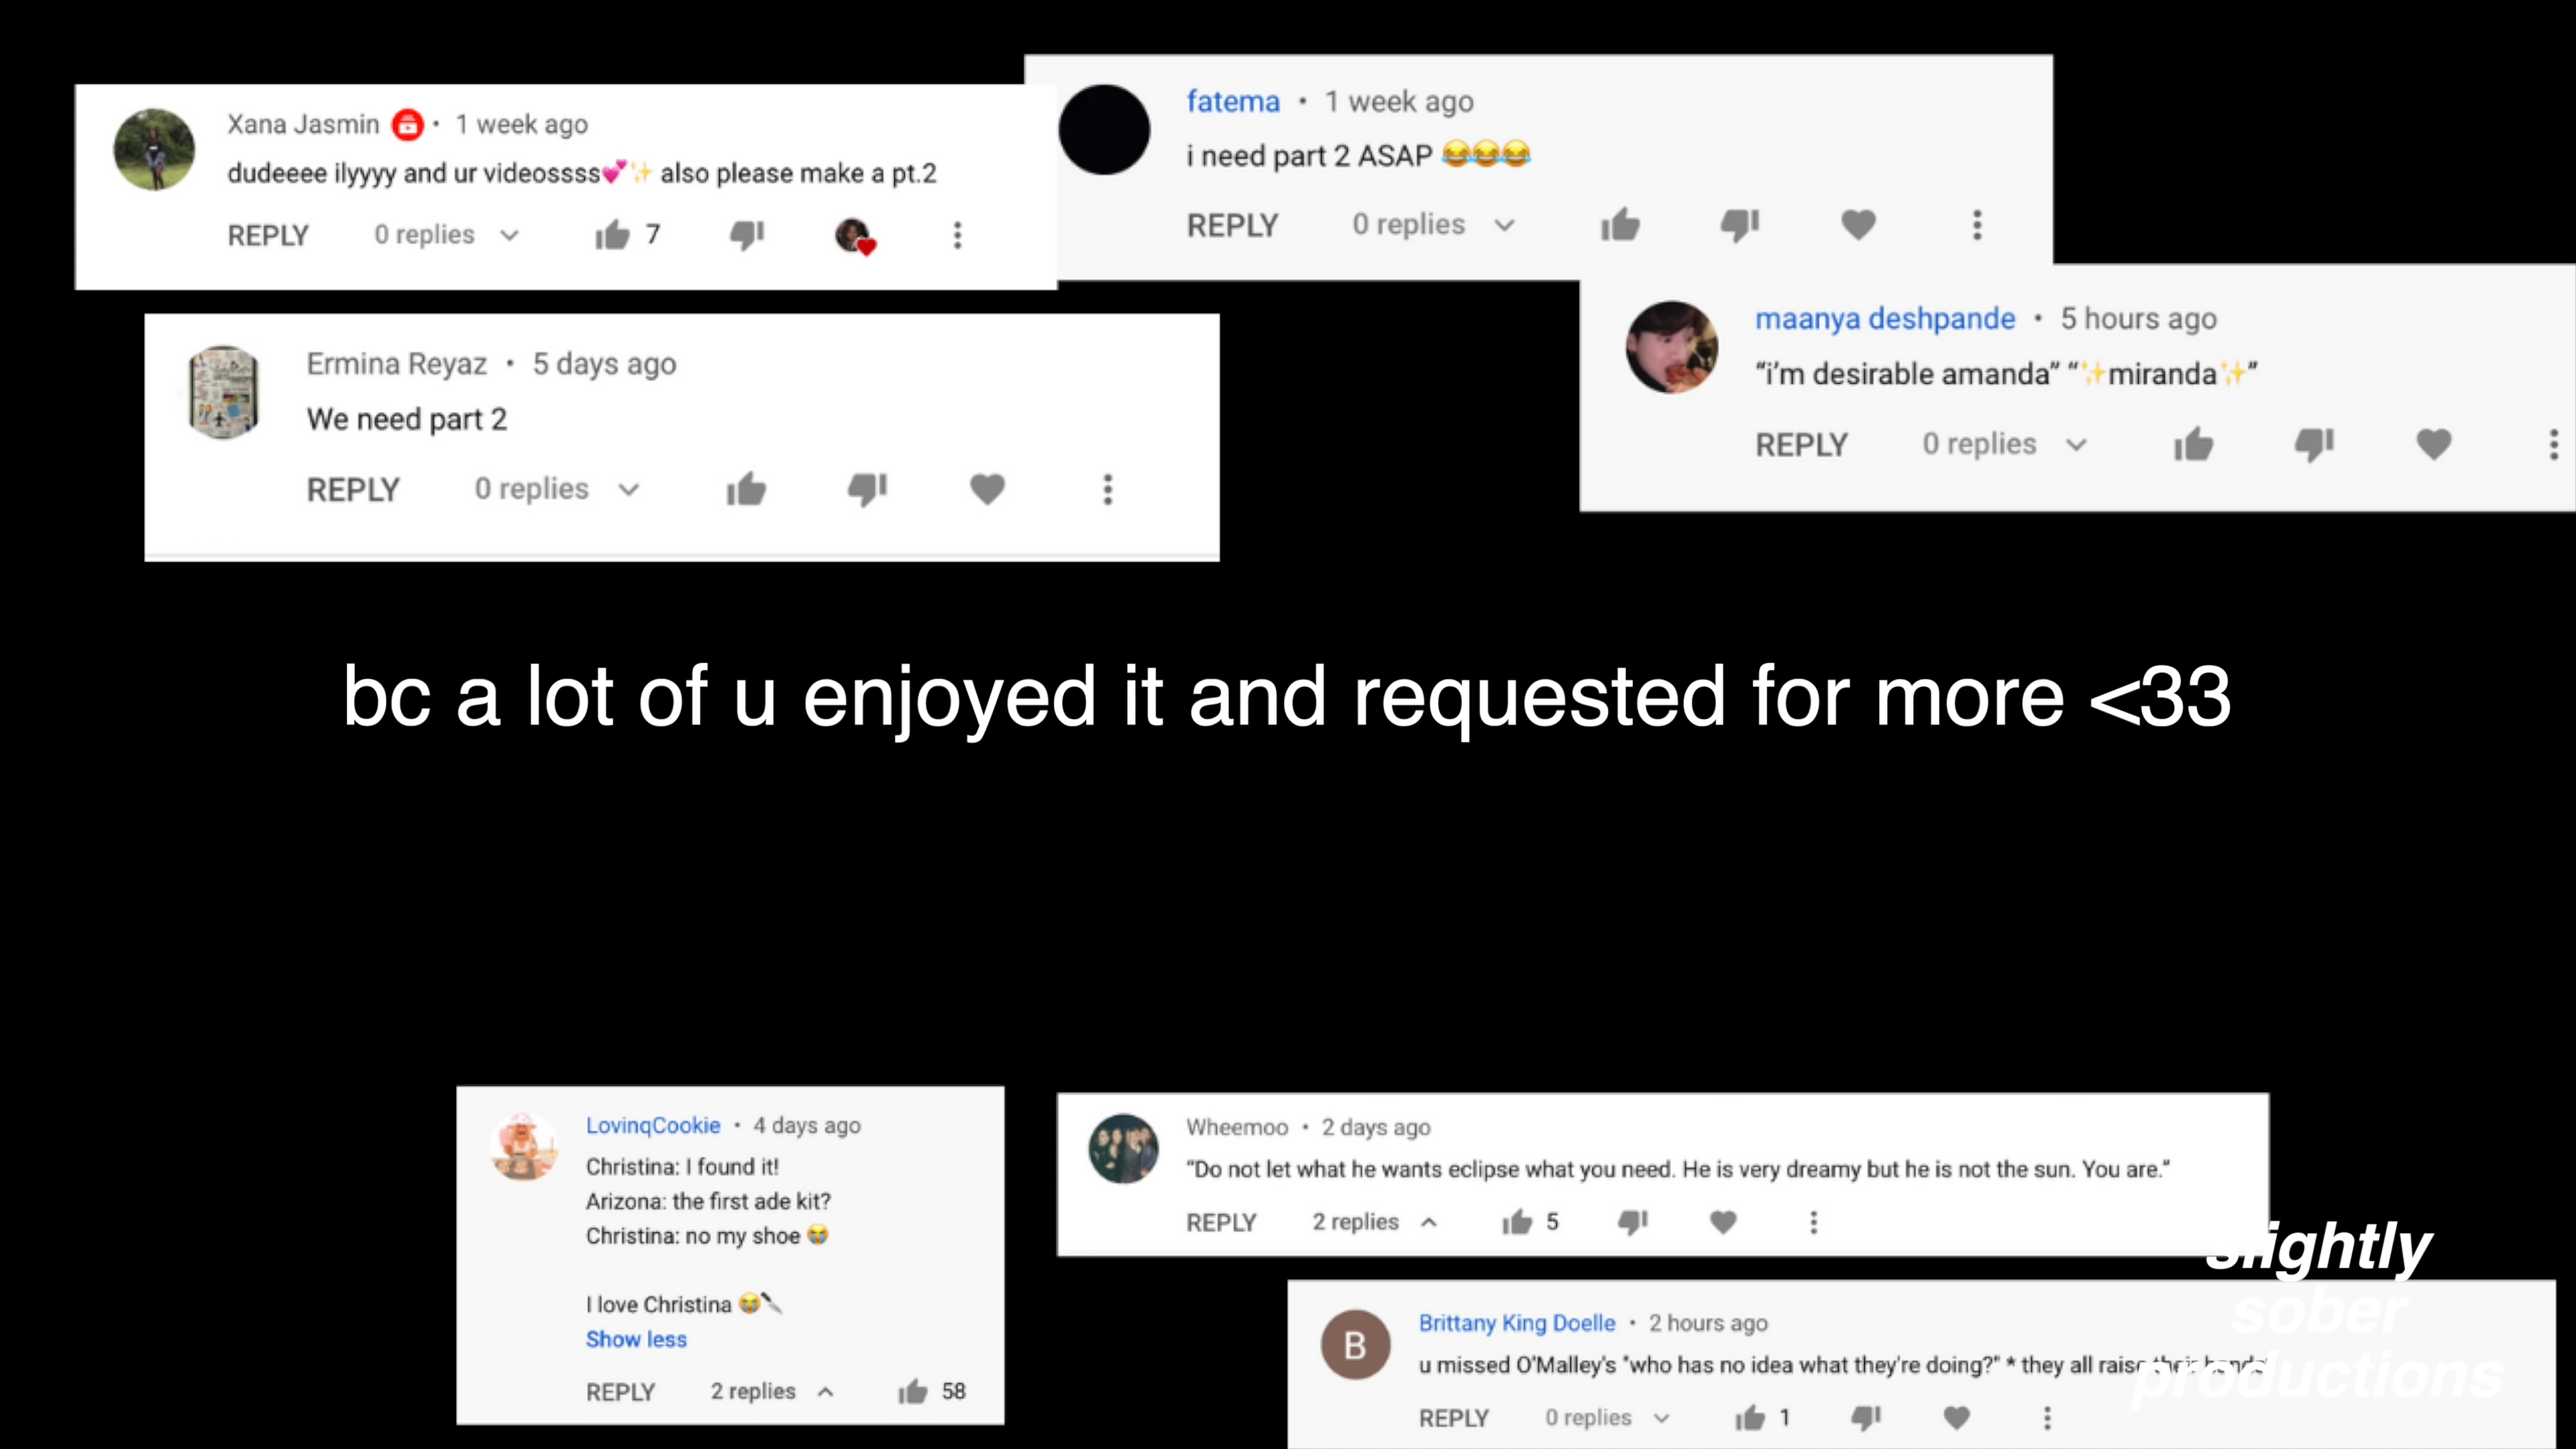 Xana Jasmin • 1 week ago
dudeeee ilyyyy and ur videossss💕✨ also please make a pt.2
REPLY 0 replies 7
fatema • 1 week ago
i need part 2 ASAP 😂😂😂
REPLY 0 replies
Ermina Reyaz • 5 days ago
We need part 2
REPLY 0 replies
maanya deshpande • 5 hours ago
“i’m desirable amanda” “✨miranda✨”
REPLY 0 replies
bc a lot of u enjoyed it and requested for more <33
LovinqCookie • 4 days ago
Christina: I found it!
Arizona: the first ade kit?
Christina: no my shoe 😭
I love Christina 😭🔪
Show less
REPLY 2 replies 58
Wheemoo • 2 days ago
“Do not let what he wants eclipse what you need. He is very dreamy but he is not the sun. You are.”
REPLY 2 replies 5
B
Brittany King Doelle • 2 hours ago
u missed O'Malley's "who has no idea what they're doing?" * they all raise their hands
REPLY 0 replies 1
slightly
sober
productions